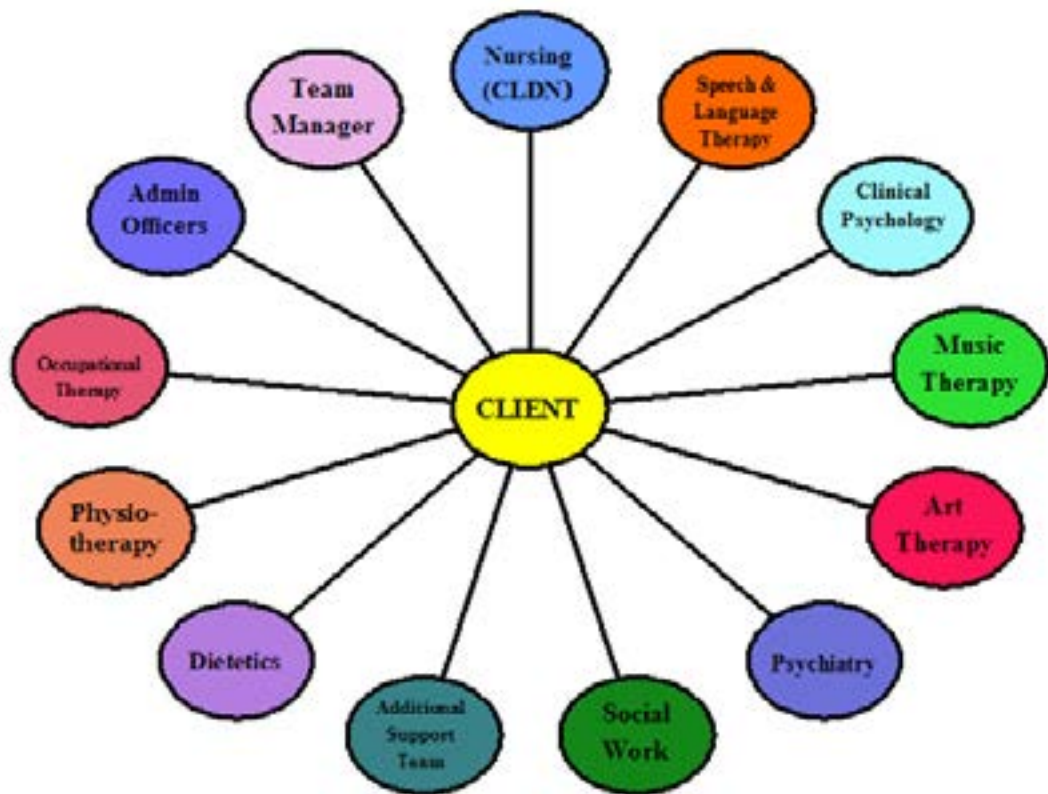 Nursing
(CLDN)
Speech &
Language
Therapy
Clinical
Psychology
Music
Therapy
Art
Therapy
Psychiatry
Social
Work
Additional
Support
Team
Dietetics
Physio-
therapy
Occupational
Therapy
Admin
Officers
Team
Manager
CLIENT